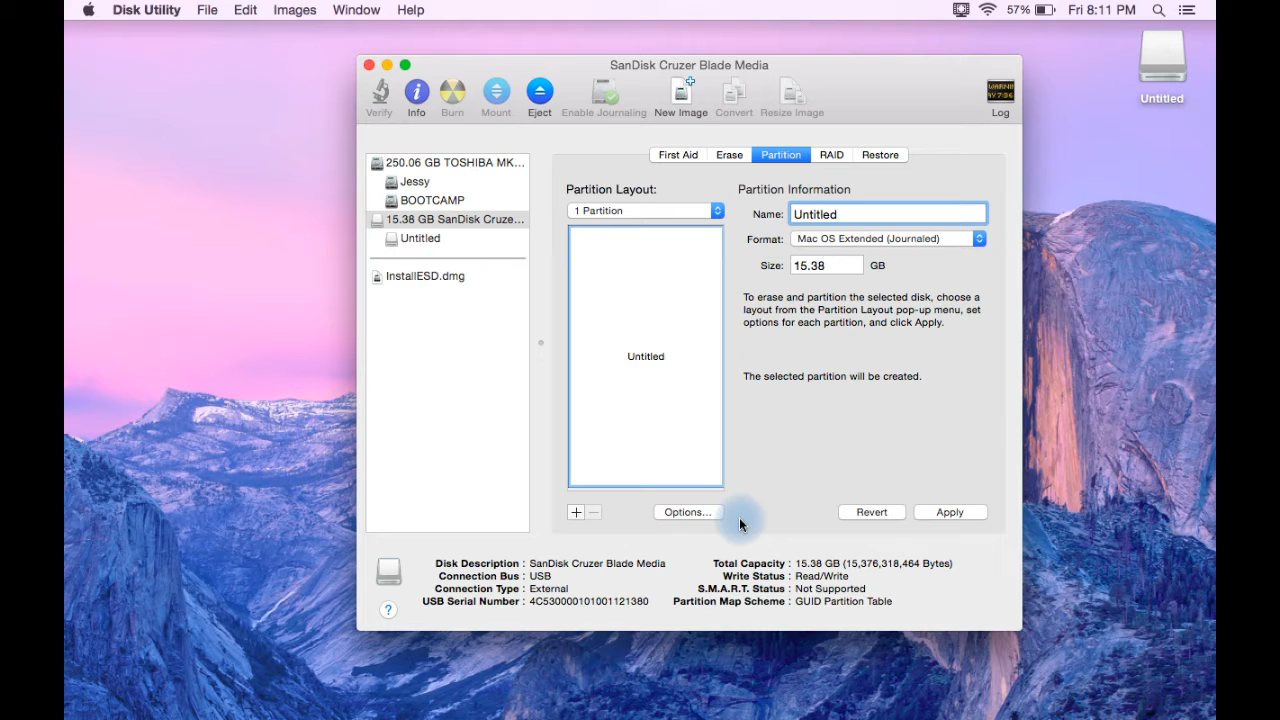 Disk Utility File Edit Images Window Help 57% Fri 8:11 PM
Untitled
SanDisk Cruzer Blade Media
Verify Info Burn Mount Eject Enable Journaling New Image Convert Resize Image Log
250.06 GB TOSHIBA MK...
Jessy
BOOTCAMP
15.38 GB SanDisk Cruze...
Untitled
InstallESD.dmg
First Aid Erase Partition RAID Restore
Partition Layout:
1 Partition
Untitled
Options...
Partition Information
Name: Untitled
Format: Mac OS Extended (Journaled)
Size: 15.38 GB
To erase and partition the selected disk, choose a
layout from the Partition Layout pop-up menu, set
options for each partition, and click Apply.
The selected partition will be created.
Revert Apply
Disk Description : SanDisk Cruzer Blade Media
Connection Bus : USB
Connection Type : External
USB Serial Number : 4C530000101001121380
Total Capacity : 15.38 GB (15,376,318,464 Bytes)
Write Status : Read/Write
S.M.A.R.T. Status : Not Supported
Partition Map Scheme : GUID Partition Table